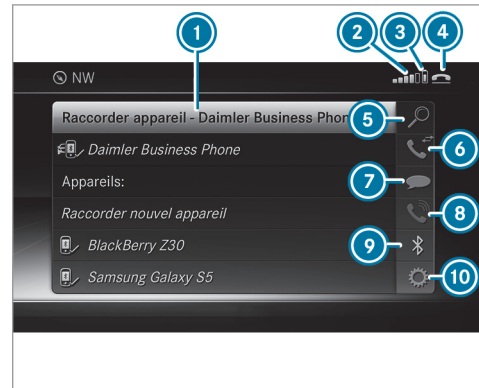 1
2
3
4
NW
Raccorder appareil - Daimler Business Phon
5
Daimler Business Phone
6
Appareils:
7
Raccorder nouvel appareil
8
BlackBerry Z30
9
Samsung Galaxy S5
10